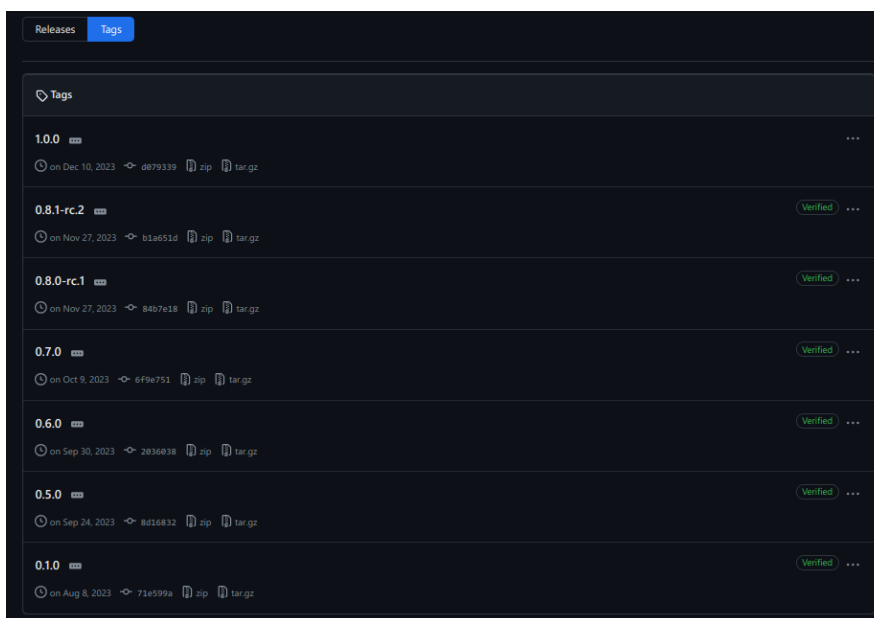 Releases Tags
Tags
1.0.0
on Dec 10, 2023 d079339 zip tar.gz
0.8.1-rc.2 Verified
on Nov 27, 2023 b1a651d zip tar.gz
0.8.0-rc.1 Verified
on Nov 27, 2023 84b7e18 zip tar.gz
0.7.0 Verified
on Oct 9, 2023 6f9e751 zip tar.gz
0.6.0 Verified
on Sep 30, 2023 2036038 zip tar.gz
0.5.0 Verified
on Sep 24, 2023 8d16832 zip tar.gz
0.1.0 Verified
on Aug 8, 2023 71e599a zip tar.gz